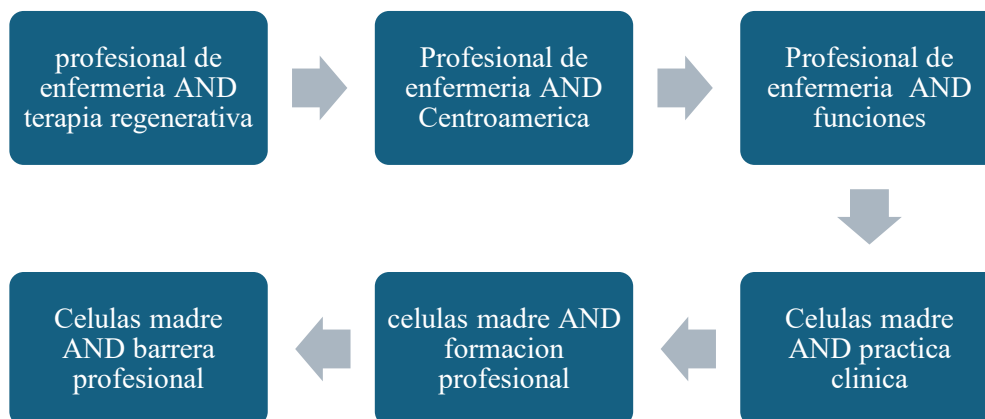 profesional de
enfermeria AND
terapia regenerativa
Profesional de
enfermeria AND
Centroamerica
Profesional de
enfermeria AND
funciones
Celulas madre
AND practica
clinica
celulas madre AND
formacion
profesional
Celulas madre
AND barrera
profesional